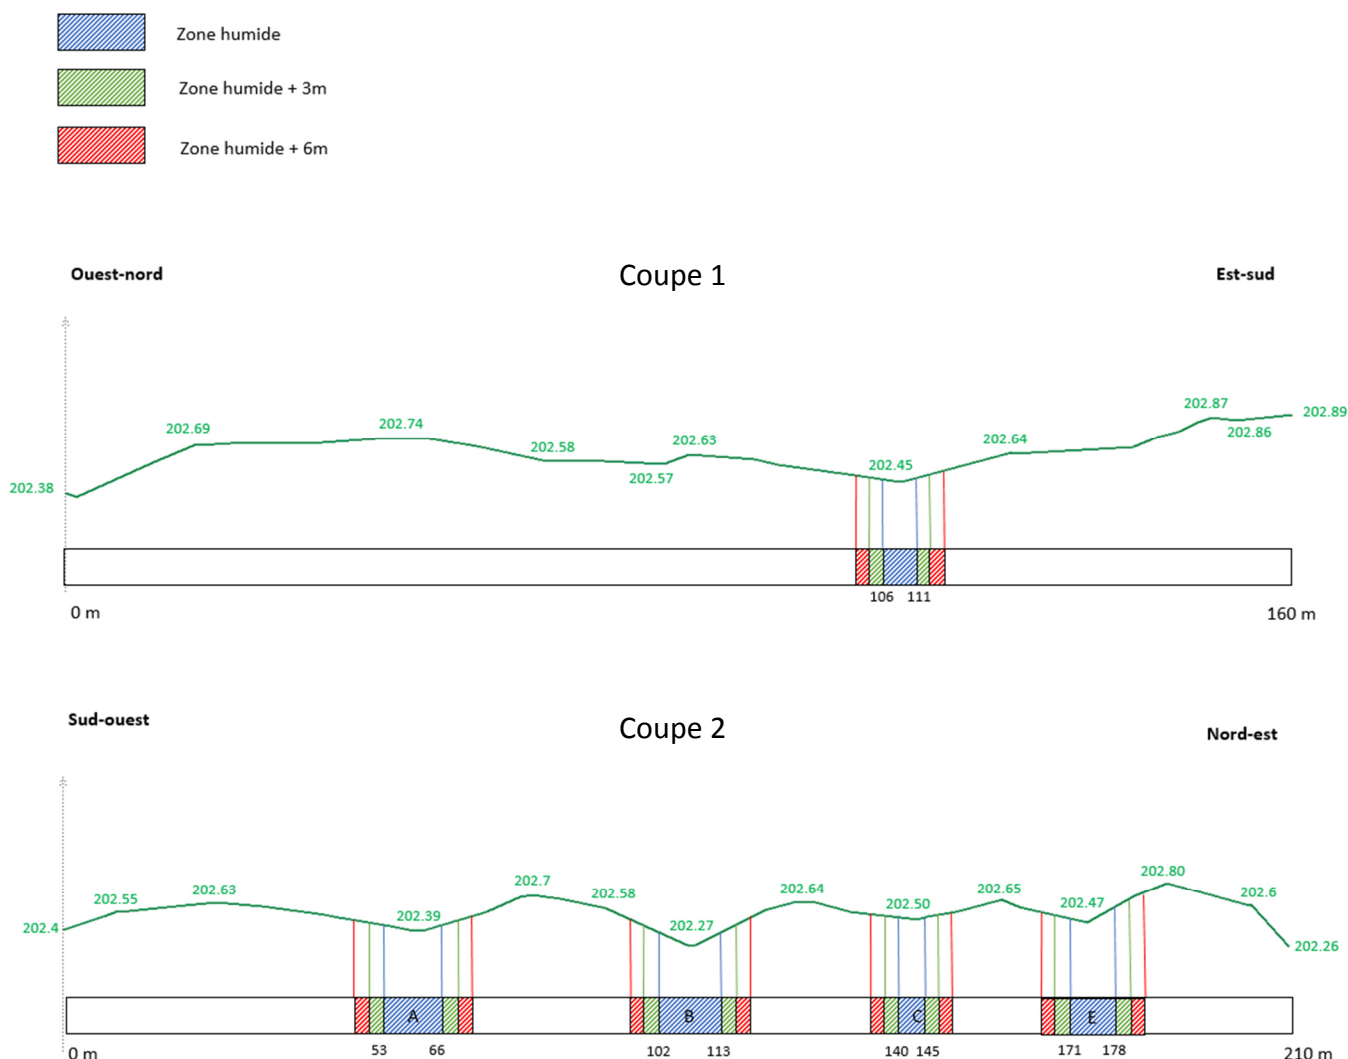 Zone humide
Zone humide + 3m
Zone humide + 6m
Ouest-nord
Coupe 1
Est-sud
202.38
202.69
202.74
202.58
202.57
202.63
202.45
202.64
202.87
202.86
202.89
106
111
0 m
160 m
Sud-ouest
Coupe 2
Nord-est
202.4
202.55
202.63
202.39
202.7
202.58
202.27
202.64
202.50
202.65
202.47
202.80
202.6
202.26
A
B
C
E
0 m
53
66
102
113
140
145
171
178
210 m